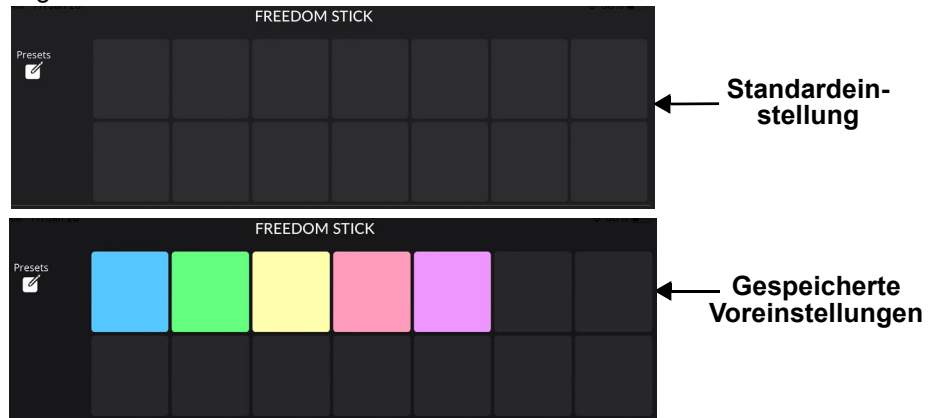 FREEDOM STICK
Presets
Standardein-
stellung
FREEDOM STICK
Presets
Gespeicherte
Voreinstellungen